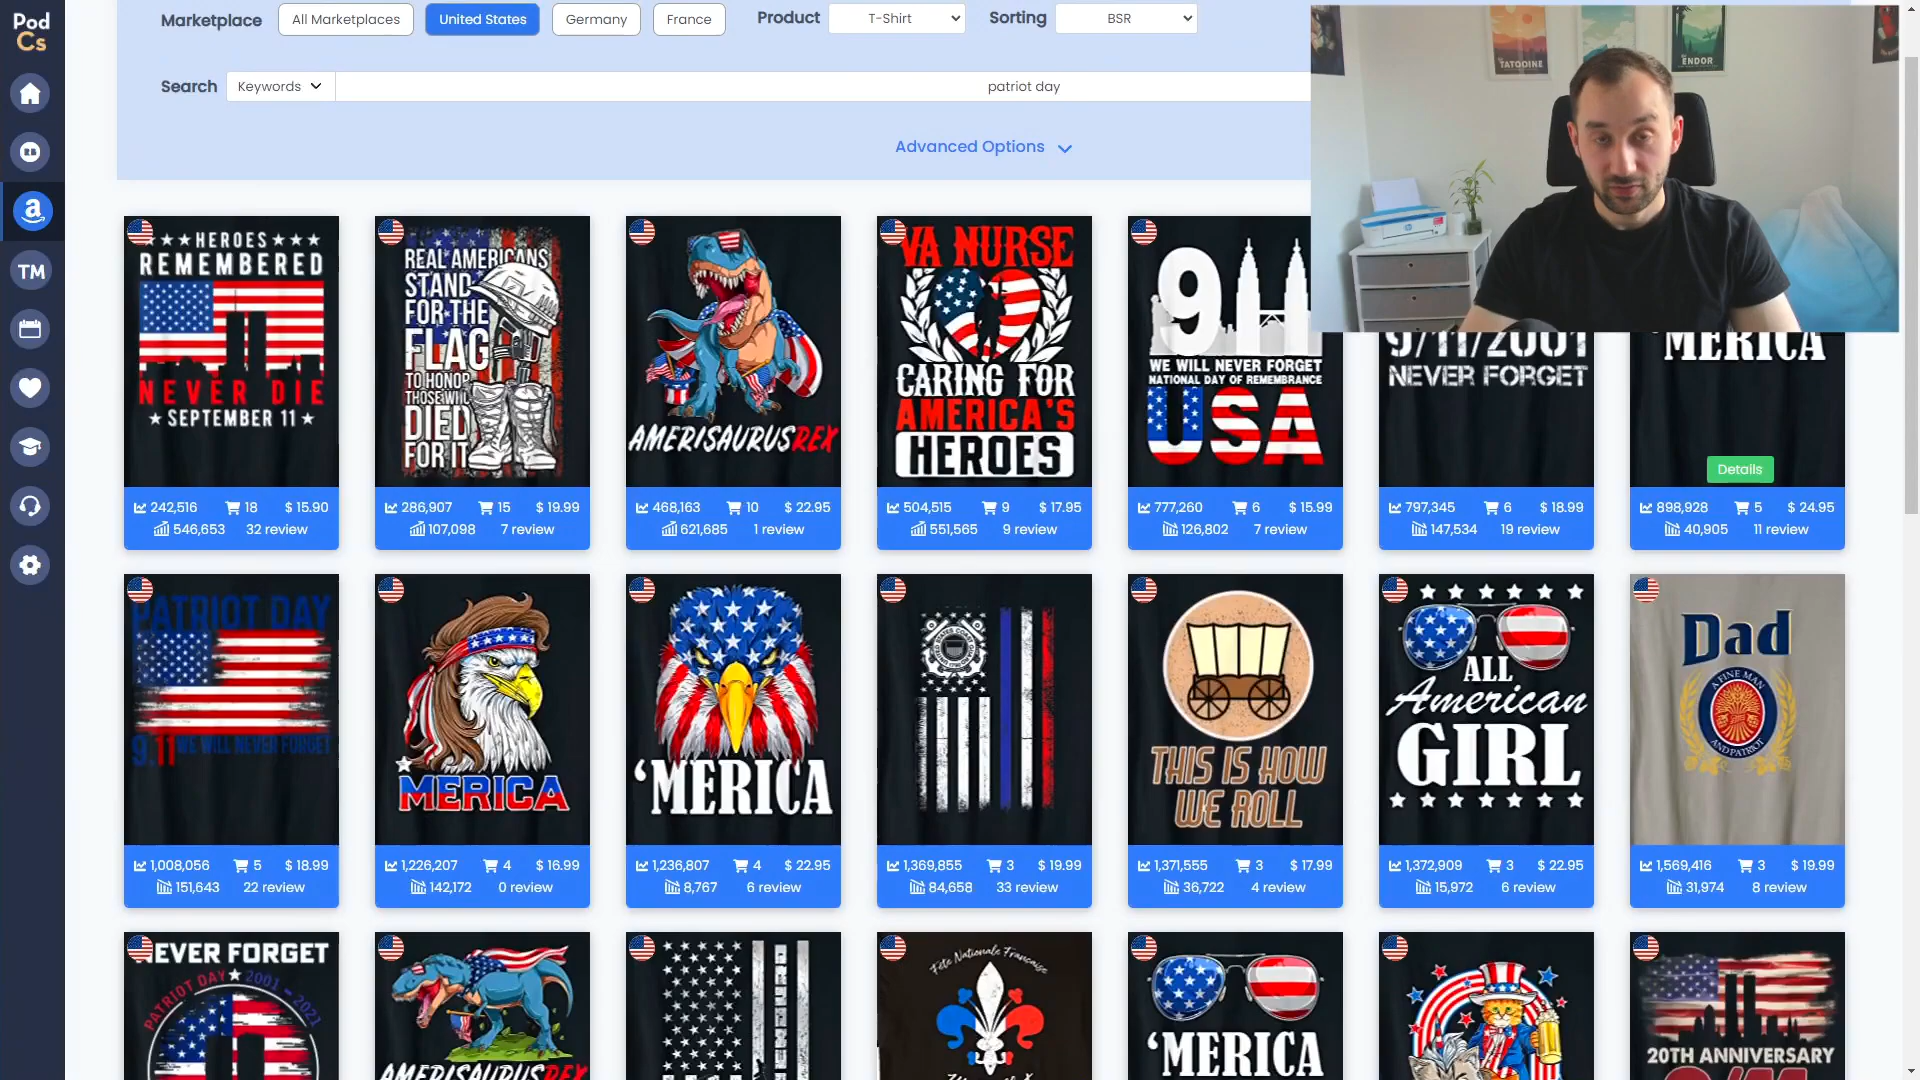 Pod
Cs
Marketplace
All Marketplaces
United States
Germany
France
Product
T-Shirt
Sorting
BSR
Search
Keywords
patriot day
Advanced Options
TATOOINE
ENDOR
TM
★★★HEROES★★★
REMEMBERED
NEVER DIE
★SEPTEMBER 11★
242,516 18 $ 15.90
546,653 32 review
REAL AMERICANS
STAND
FOR THE
FLAG
TO HONOR
THOSE WHO
DIED
FOR IT
286,907 15 $ 19.99
107,098 7 review
AMERISAURUSREX
468,163 10 $ 22.95
621,685 1 review
VA NURSE
CARING FOR
AMERICA'S
HEROES
504,515 9 $ 17.95
551,565 9 review
9
WE WILL NEVER FORGET
NATIONAL DAY OF REMEMBRANCE
USA
777,260 6 $ 15.99
126,802 7 review
9/11/2001
NEVER FORGET
797,345 6 $ 18.99
147,534 19 review
'MERICA
Details
898,928 5 $ 24.95
40,905 11 review
PATRIOT DAY
9.11 WE WILL NEVER FORGET
1,008,056 5 $ 18.99
151,643 22 review
MERICA
1,226,207 4 $ 16.99
142,172 0 review
'MERICA
1,236,807 4 $ 22.95
8,767 6 review
1,369,855 3 $ 19.99
84,658 33 review
THIS IS HOW
WE ROLL
1,371,555 3 $ 17.99
36,722 4 review
ALL
American
GIRL
1,372,909 3 $ 22.95
15,972 6 review
Dad
A FINE MAN
AND PATRIOT
1,569,416 3 $ 19.99
31,974 8 review
NEVER FORGET
PATRIOT DAY ★ 2001 - 2021
AMERISAURUSREX
Fête Nationale Française
'MERICA
20TH ANNIVERSARY
9/11